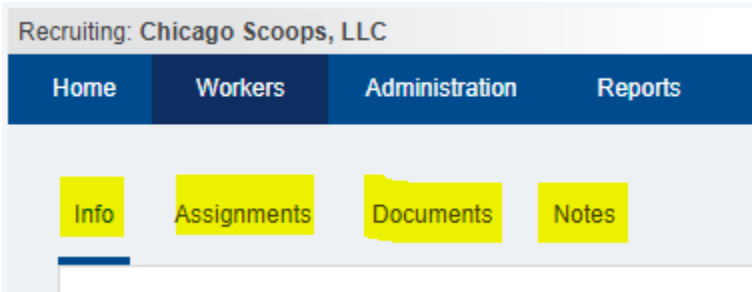 Recruiting: Chicago Scoops, LLC
Home Workers Administration Reports
Info Assignments Documents Notes